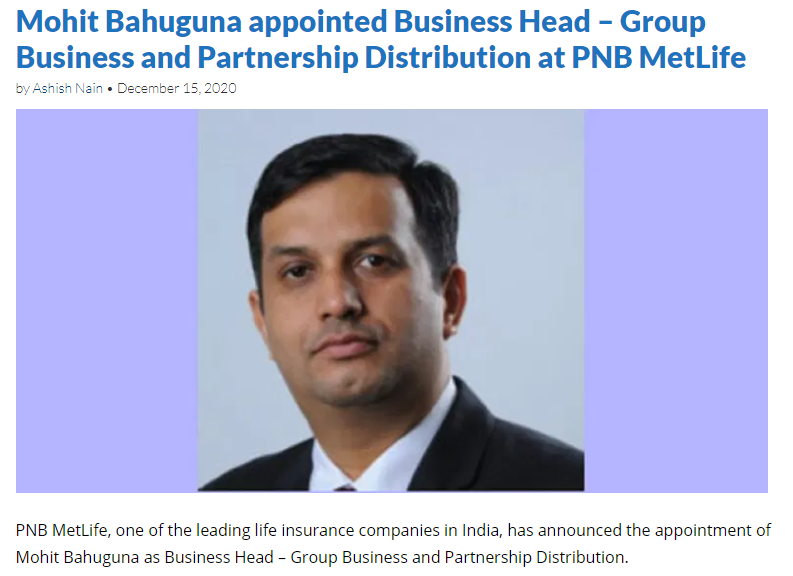 Mohit Bahuguna appointed Business Head – Group
Business and Partnership Distribution at PNB MetLife
by Ashish Nain • December 15, 2020
PNB MetLife, one of the leading life insurance companies in India, has announced the appointment of
Mohit Bahuguna as Business Head – Group Business and Partnership Distribution.